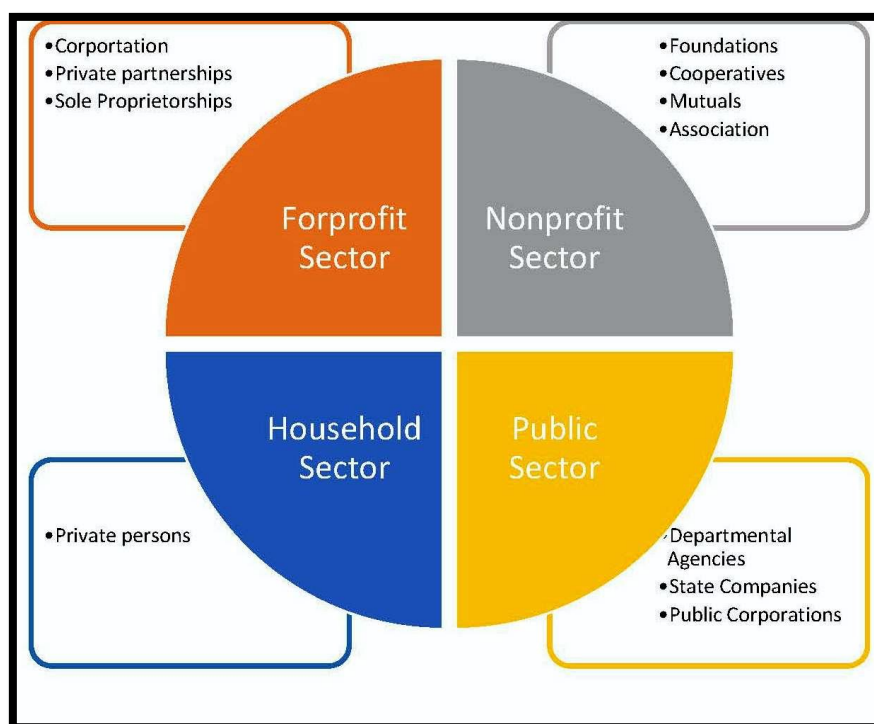 •Corportation
•Private partnerships
•Sole Proprietorships
•Foundations
•Cooperatives
•Mutuals
•Association
Forprofit
Sector
Nonprofit
Sector
Household
Sector
Public
Sector
•Private persons
•Departmental
Agencies
•State Companies
•Public Corporations